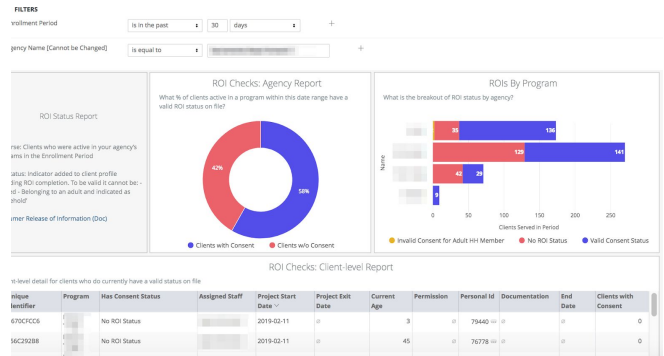 FILTERS
nrollment Period is in the past 30 days +
gency Name [Cannot be Changed] is equal to +
ROI Status Report
rse: Clients who were active in your agency's
ams in the Enrollment Period
tatus: Indicator added to client profile
ding ROI completion. To be valid it cannot be: -
d - Belonging to an adult and indicated as
ehold'
umer Release of Information (Doc)
ROI Checks: Agency Report
What % of clients active in a program within this date range have a
valid ROI status on file?
42%
58%
Clients with Consent Clients w/o Consent
ROIs By Program
What is the breakout of ROI status by agency?
Name
38 136
129 141
42 29
9
0 50 100 150 200 250
Clients Served in Period
Invalid Consent for Adult HH Member No ROI Status Valid Consent Status
ROI Checks: Client-level Report
nt-level detail for clients who do currently have a valid status on file
nique Program Has Consent Status Assigned Staff Project Start Project Exit Current Permission Personal Id Documentation End Clients with
entifier Date Date Age Date Consent
670CFCC6 No ROI Status 2019-02-11 ∅ 3 ∅ 79440 ∅ ∅ 0
36C292B8 No ROI Status 2019-02-11 ∅ 45 ∅ 76778 ∅ ∅ 0